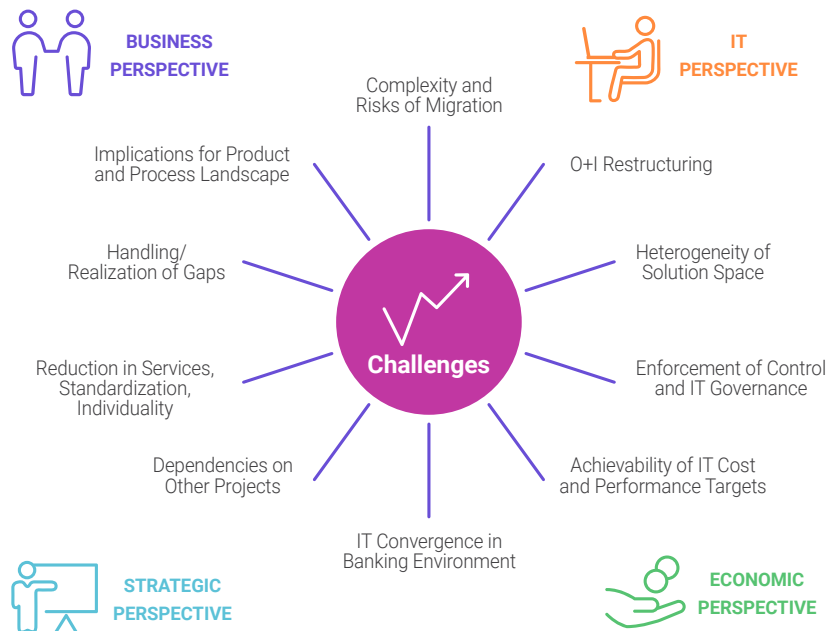 BUSINESS
PERSPECTIVE
IT
PERSPECTIVE
Complexity and
Risks of Migration
Implications for Product
and Process Landscape
O+I Restructuring
Handling/
Realization of Gaps
Heterogeneity of
Solution Space
Challenges
Reduction in Services,
Standardization,
Individuality
Enforcement of Control
and IT Governance
Dependencies on
Other Projects
Achievability of IT Cost
and Performance Targets
IT Convergence in
Banking Environment
STRATEGIC
PERSPECTIVE
ECONOMIC
PERSPECTIVE